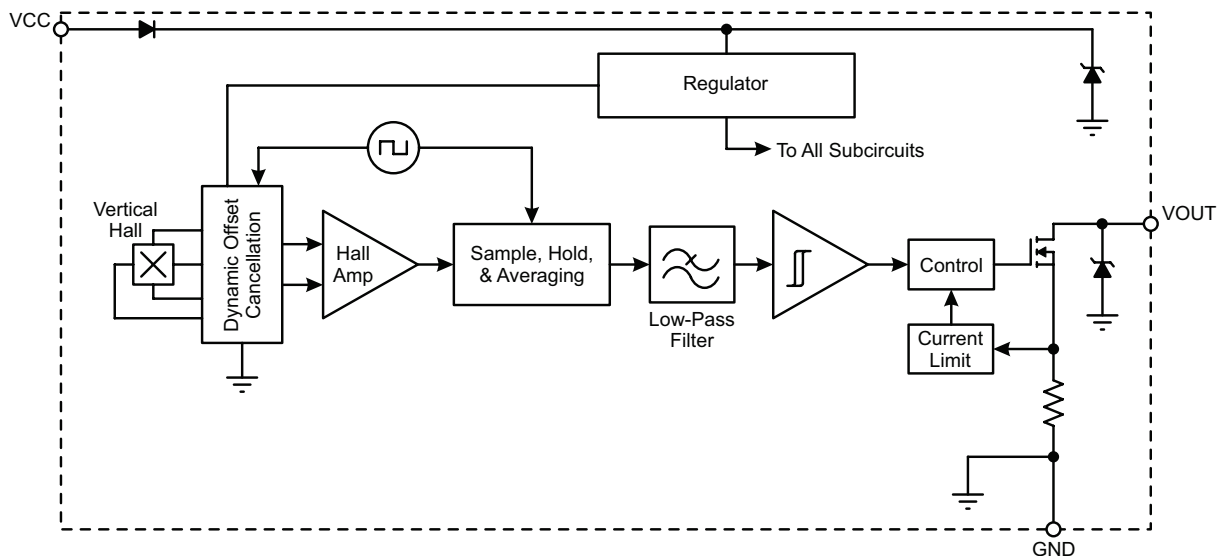 VCC
Regulator
To All Subcircuits
Vertical
Hall
Dynamic Offset
Cancellation
Hall
Amp
Sample, Hold,
& Averaging
Low-Pass
Filter
Control
Current
Limit
VOUT
GND